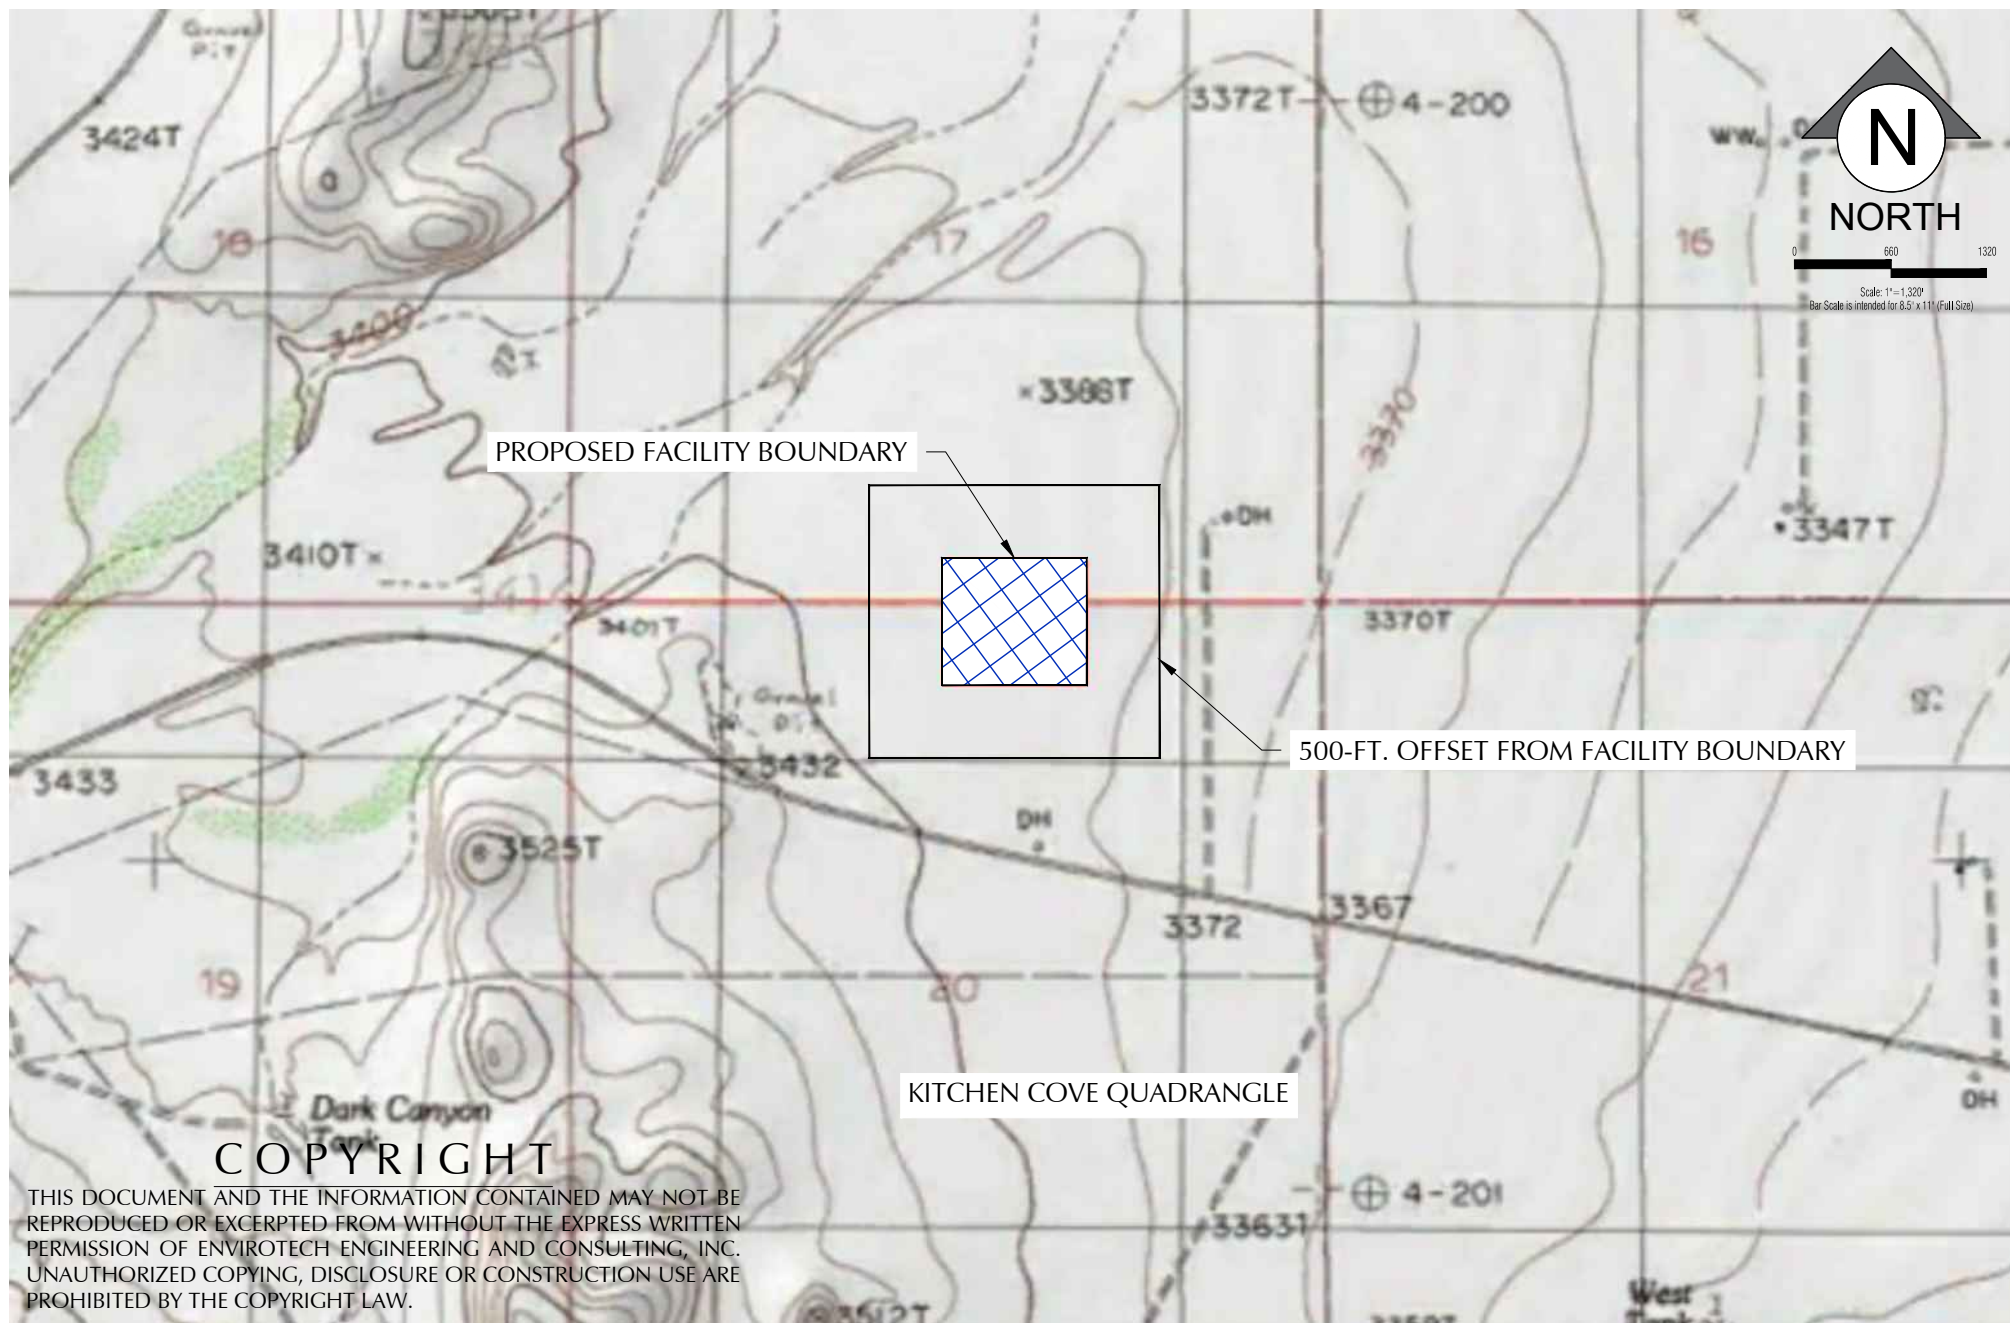 Gravel
Pit
3424T
3372T
4-200
WW
N
NORTH
0 660 1320
Scale: 1"=1,320'
Bar Scale is intended for 8.5" x 11" (Full Size)
18
17
16
3400
3388T
3370
PROPOSED FACILITY BOUNDARY
DH
3347T
3410T
3401T
3370T
Gravel
Pit
500-FT. OFFSET FROM FACILITY BOUNDARY
3433
3432
DH
3525T
3372
3367
19
20
21
KITCHEN COVE QUADRANGLE
DH
Dark Canyon
Tank
COPYRIGHT
THIS DOCUMENT AND THE INFORMATION CONTAINED MAY NOT BE
REPRODUCED OR EXCERPTED FROM WITHOUT THE EXPRESS WRITTEN
PERMISSION OF ENVIROTECH ENGINEERING AND CONSULTING, INC.
UNAUTHORIZED COPYING, DISCLOSURE OR CONSTRUCTION USE ARE
PROHIBITED BY THE COPYRIGHT LAW.
4-201
3363T
West
Tank
3512T